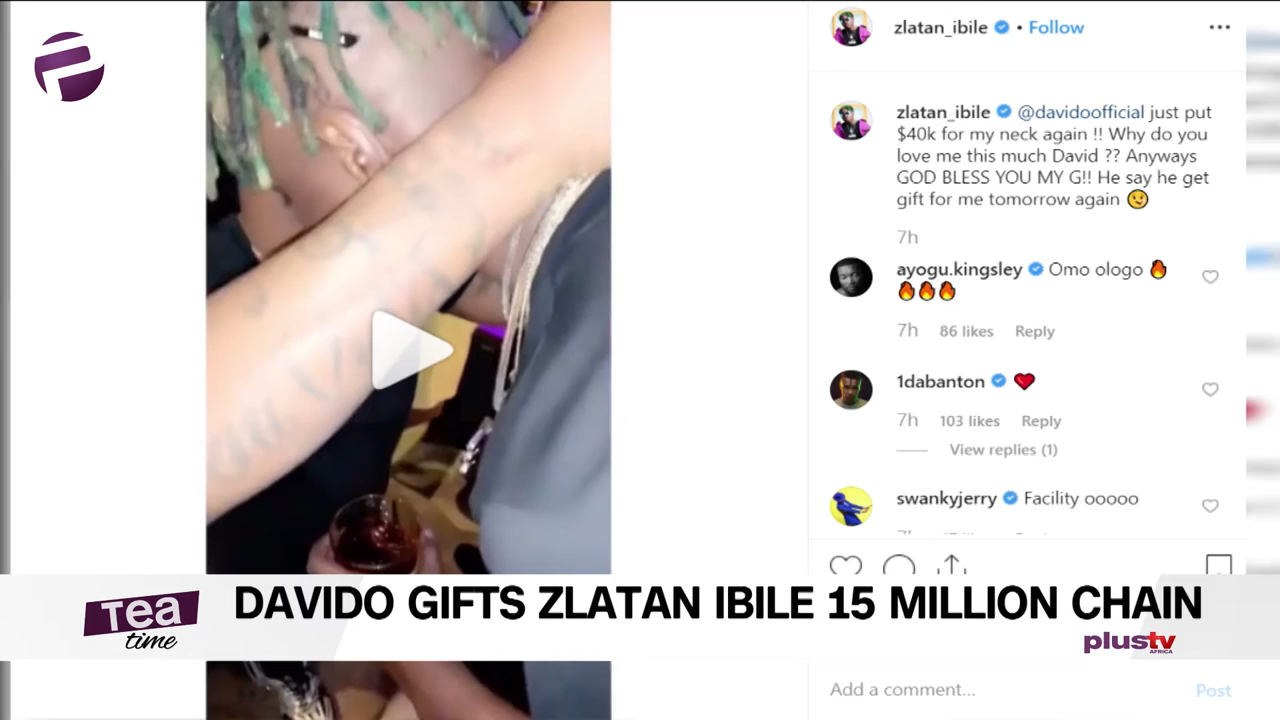 zlatan_ibile • Follow
zlatan_ibile @davidoofficial just put
$40k for my neck again !! Why do you
love me this much David ?? Anyways
GOD BLESS YOU MY G!! He say he get
gift for me tomorrow again 🤨
7h
ayogu.kingsley Omo ologo 🔥
🔥🔥🔥
7h 86 likes Reply
1dabanton ❤️
7h 103 likes Reply
View replies (1)
swankyjerry Facility ooooo
Tea
time
DAVIDO GIFTS ZLATAN IBILE 15 MILLION CHAIN
plustv
AFRICA
Add a comment... Post